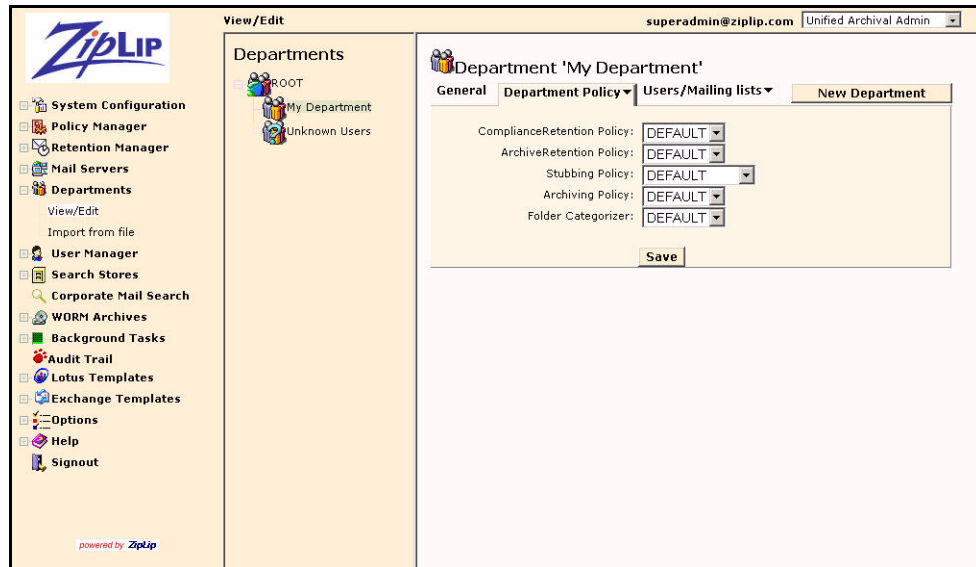 ZipLip
View/Edit
superadmin@ziplip.com Unified Archival Admin
System Configuration
Policy Manager
Retention Manager
Mail Servers
Departments
View/Edit
Import from file
User Manager
Search Stores
Corporate Mail Search
WORM Archives
Background Tasks
Audit Trail
Lotus Templates
Exchange Templates
Options
Help
Signout
powered by ZipLip
Departments
ROOT
My Department
Unknown Users
Department 'My Department'
General Department Policy Users/Mailing lists New Department
ComplianceRetention Policy: DEFAULT
ArchiveRetention Policy: DEFAULT
Stubbing Policy: DEFAULT
Archiving Policy: DEFAULT
Folder Categorizer: DEFAULT
Save